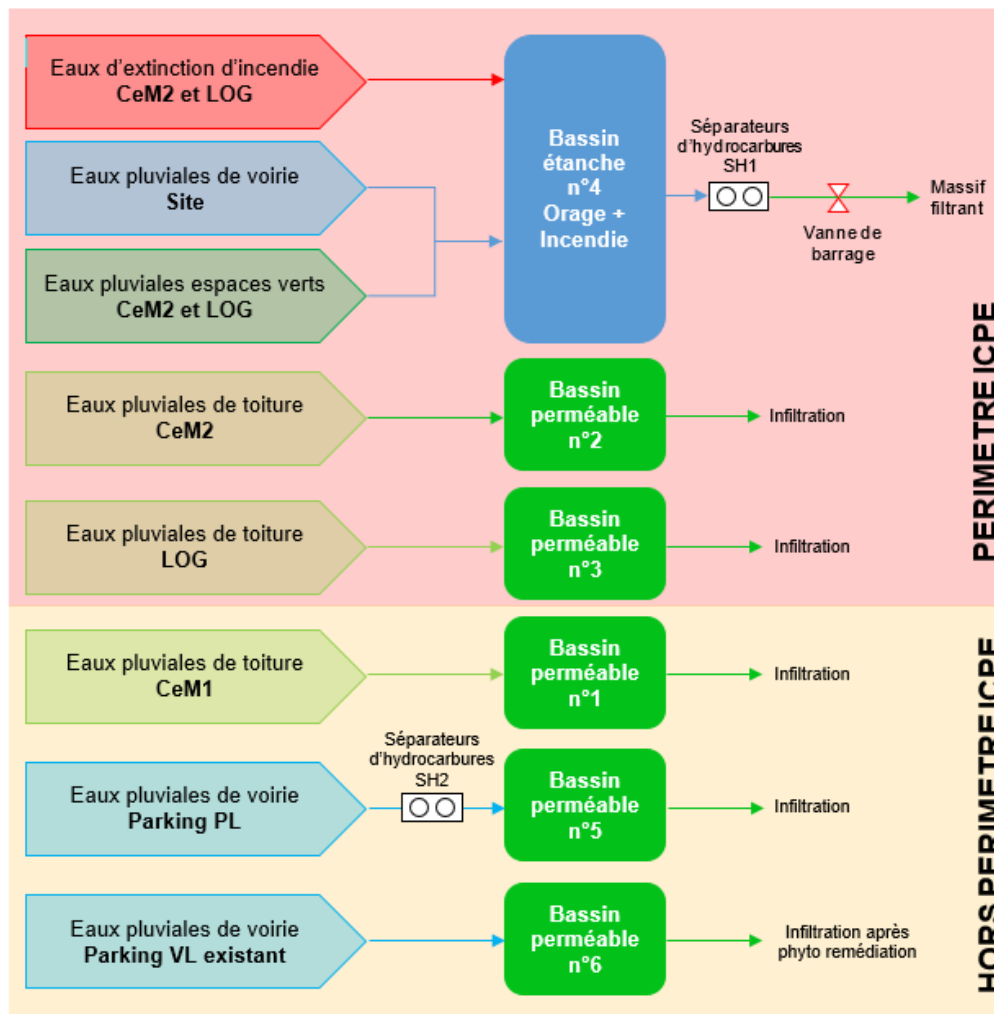 Eaux d'extinction d'incendie
CeM2 et LOG
Eaux pluviales de voirie
Site
Eaux pluviales espaces verts
CeM2 et LOG
Bassin
étanche
n°4
Orage +
Incendie
Séparateurs
d'hydrocarbures
SH1
Vanne de
barrage
Massif
filtrant
Eaux pluviales de toiture
CeM2
Bassin
perméable
n°2
Infiltration
Eaux pluviales de toiture
LOG
Bassin
perméable
n°3
Infiltration
PERIMETRE ICPE
Eaux pluviales de toiture
CeM1
Bassin
perméable
n°1
Infiltration
Eaux pluviales de voirie
Parking PL
Séparateurs
d'hydrocarbures
SH2
Bassin
perméable
n°5
Infiltration
Eaux pluviales de voirie
Parking VL existant
Bassin
perméable
n°6
Infiltration après
phyto remédiation
HORS PERIMETRE ICPE